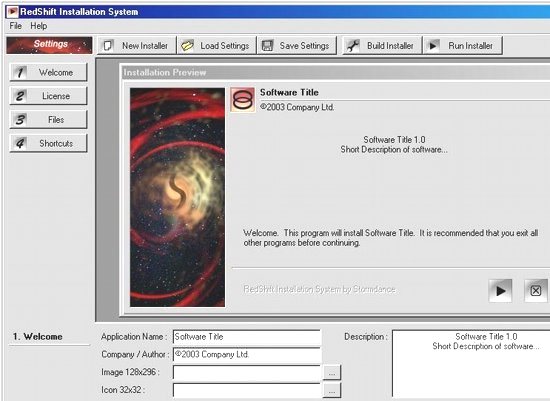 RedShift Installation System
File Help
Settings
New Installer Load Settings Save Settings Build Installer Run Installer
1 Welcome
2 License
3 Files
4 Shortcuts
Installation Preview
Software Title
©2003 Company Ltd.
Software Title 1.0
Short Description of software...
Welcome. This program will install Software Title. It is recommended that you exit all
other programs before continuing.
RedShift Installation System by Stormdance
1. Welcome
Application Name : Software Title
Company / Author : ©2003 Company Ltd.
Image 128x296 : ...
Icon 32x32 : ...
Description : Software Title 1.0
Short Description of software...